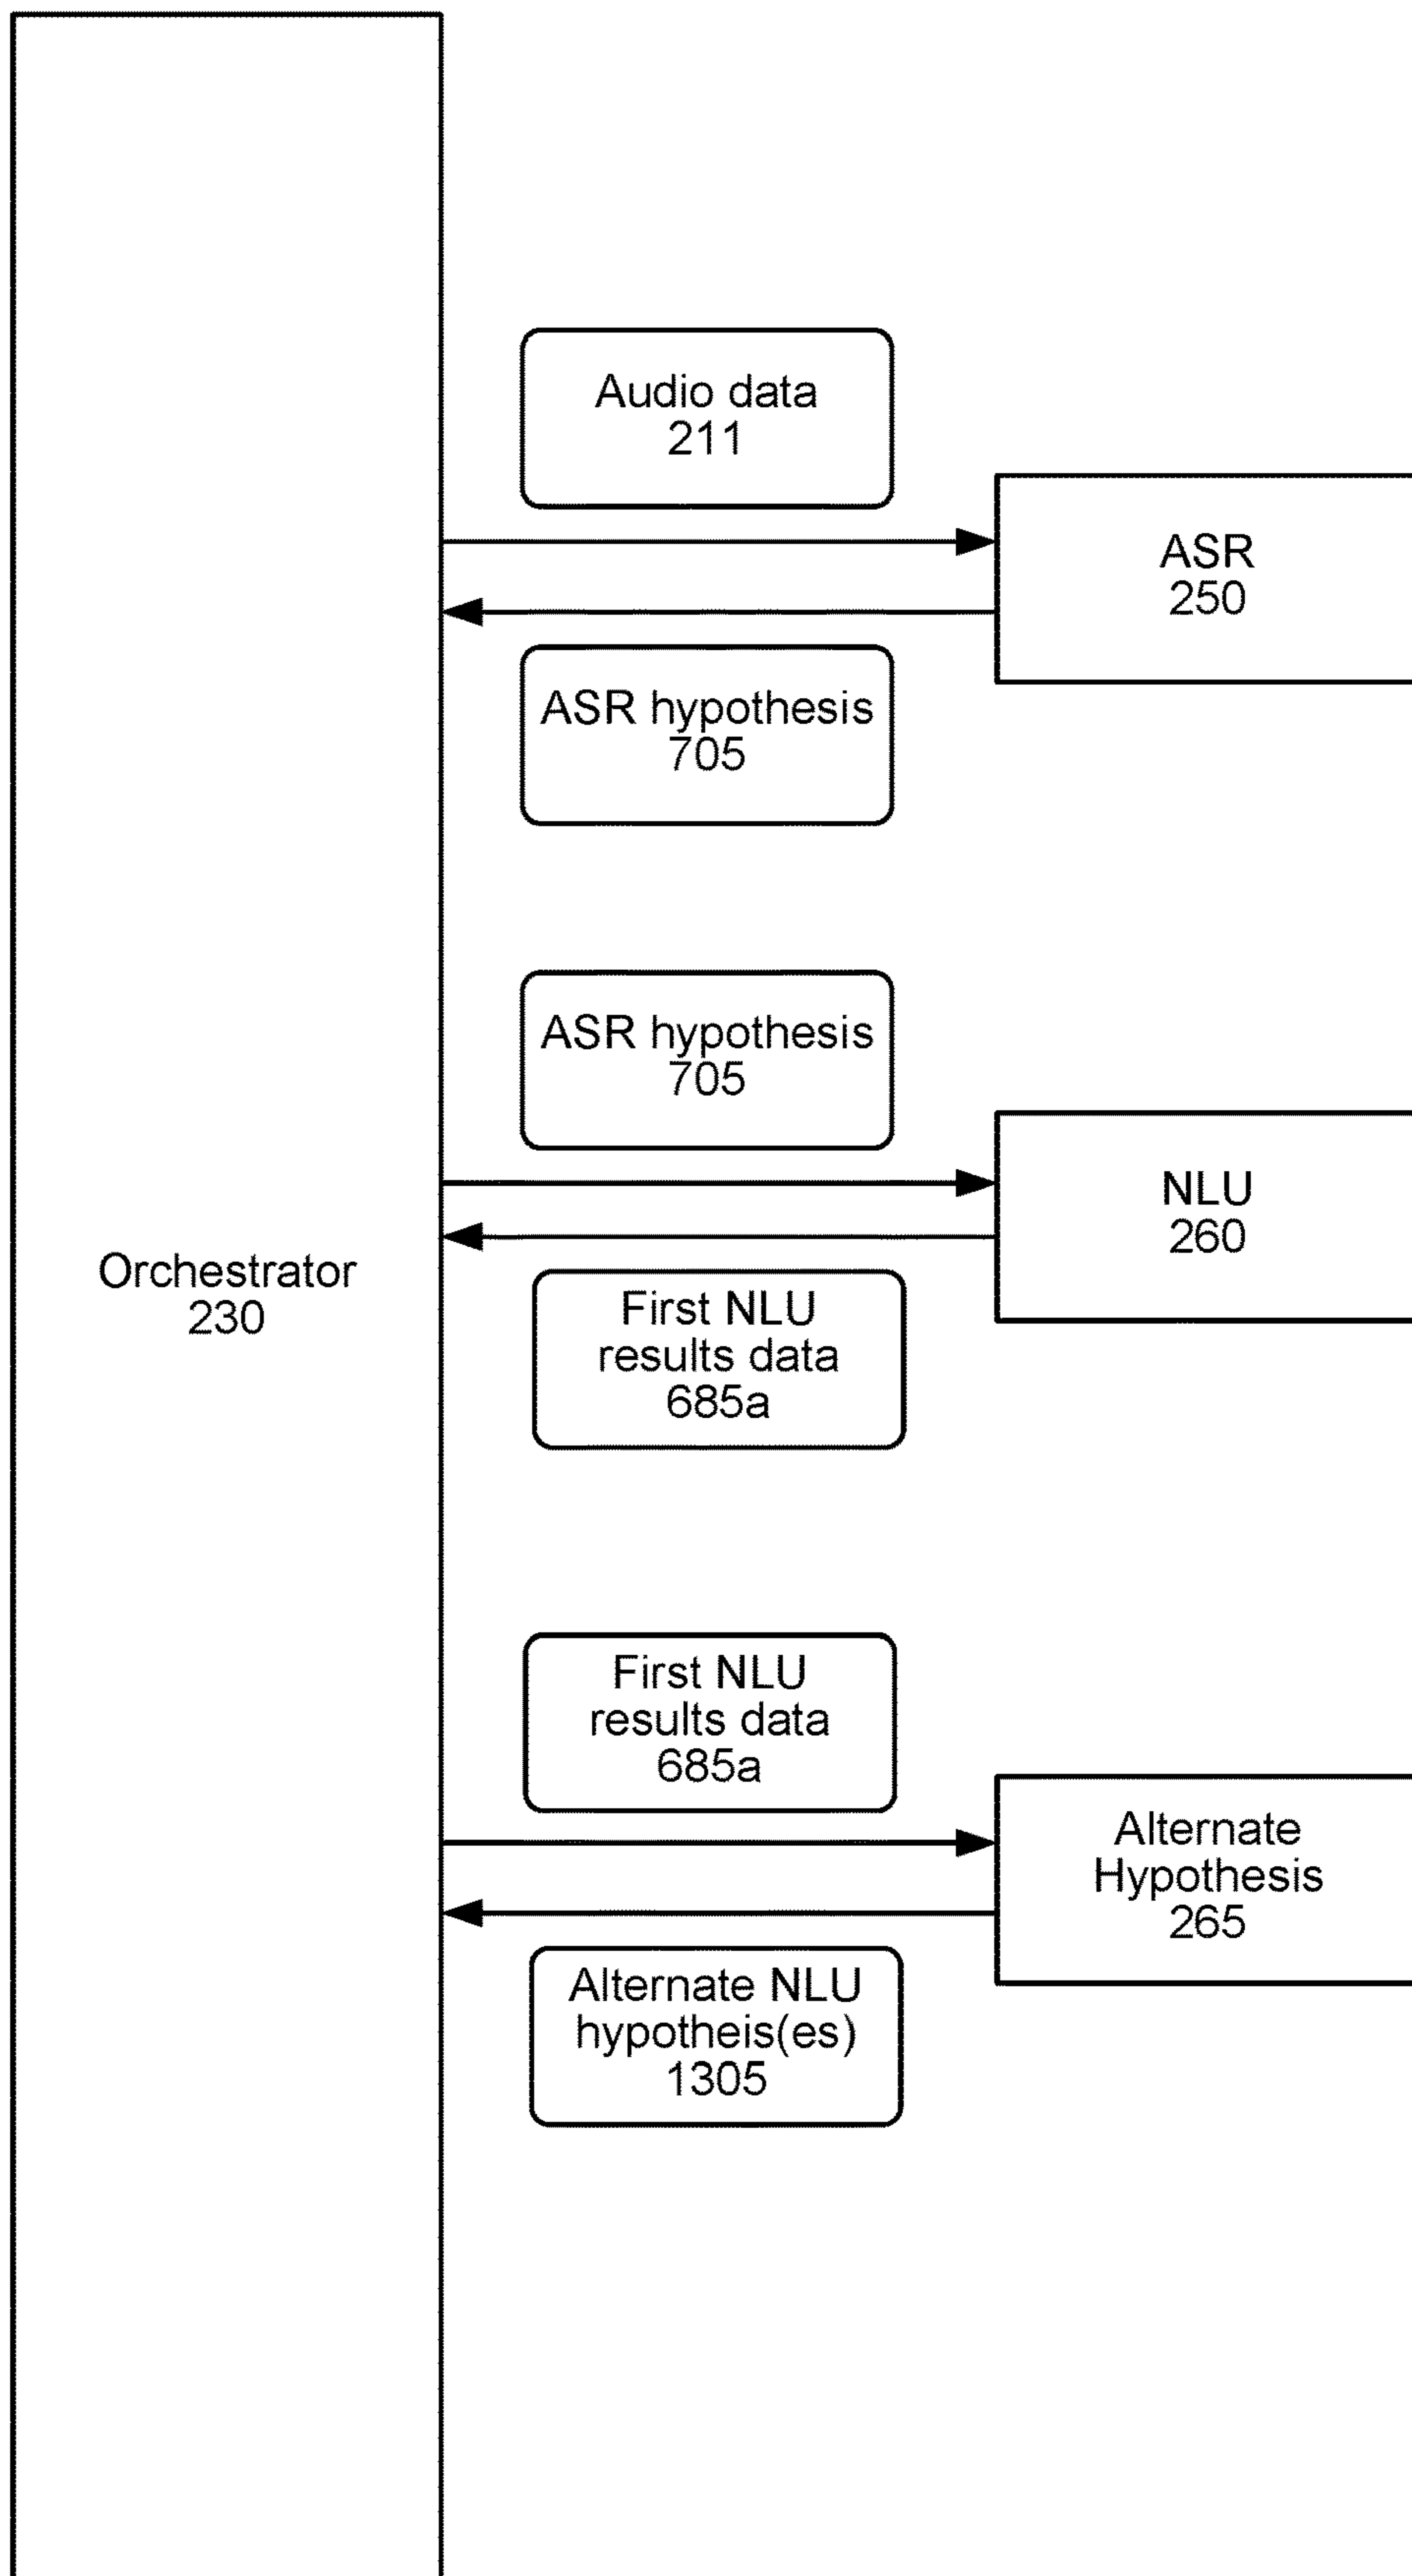 Audio data
211
ASR
250
ASR hypothesis
705
ASR hypothesis
705
NLU
260
Orchestrator
230
First NLU
results data
685a
First NLU
results data
685a
Alternate
Hypothesis
265
Alternate NLU
hypotheis(es)
1305